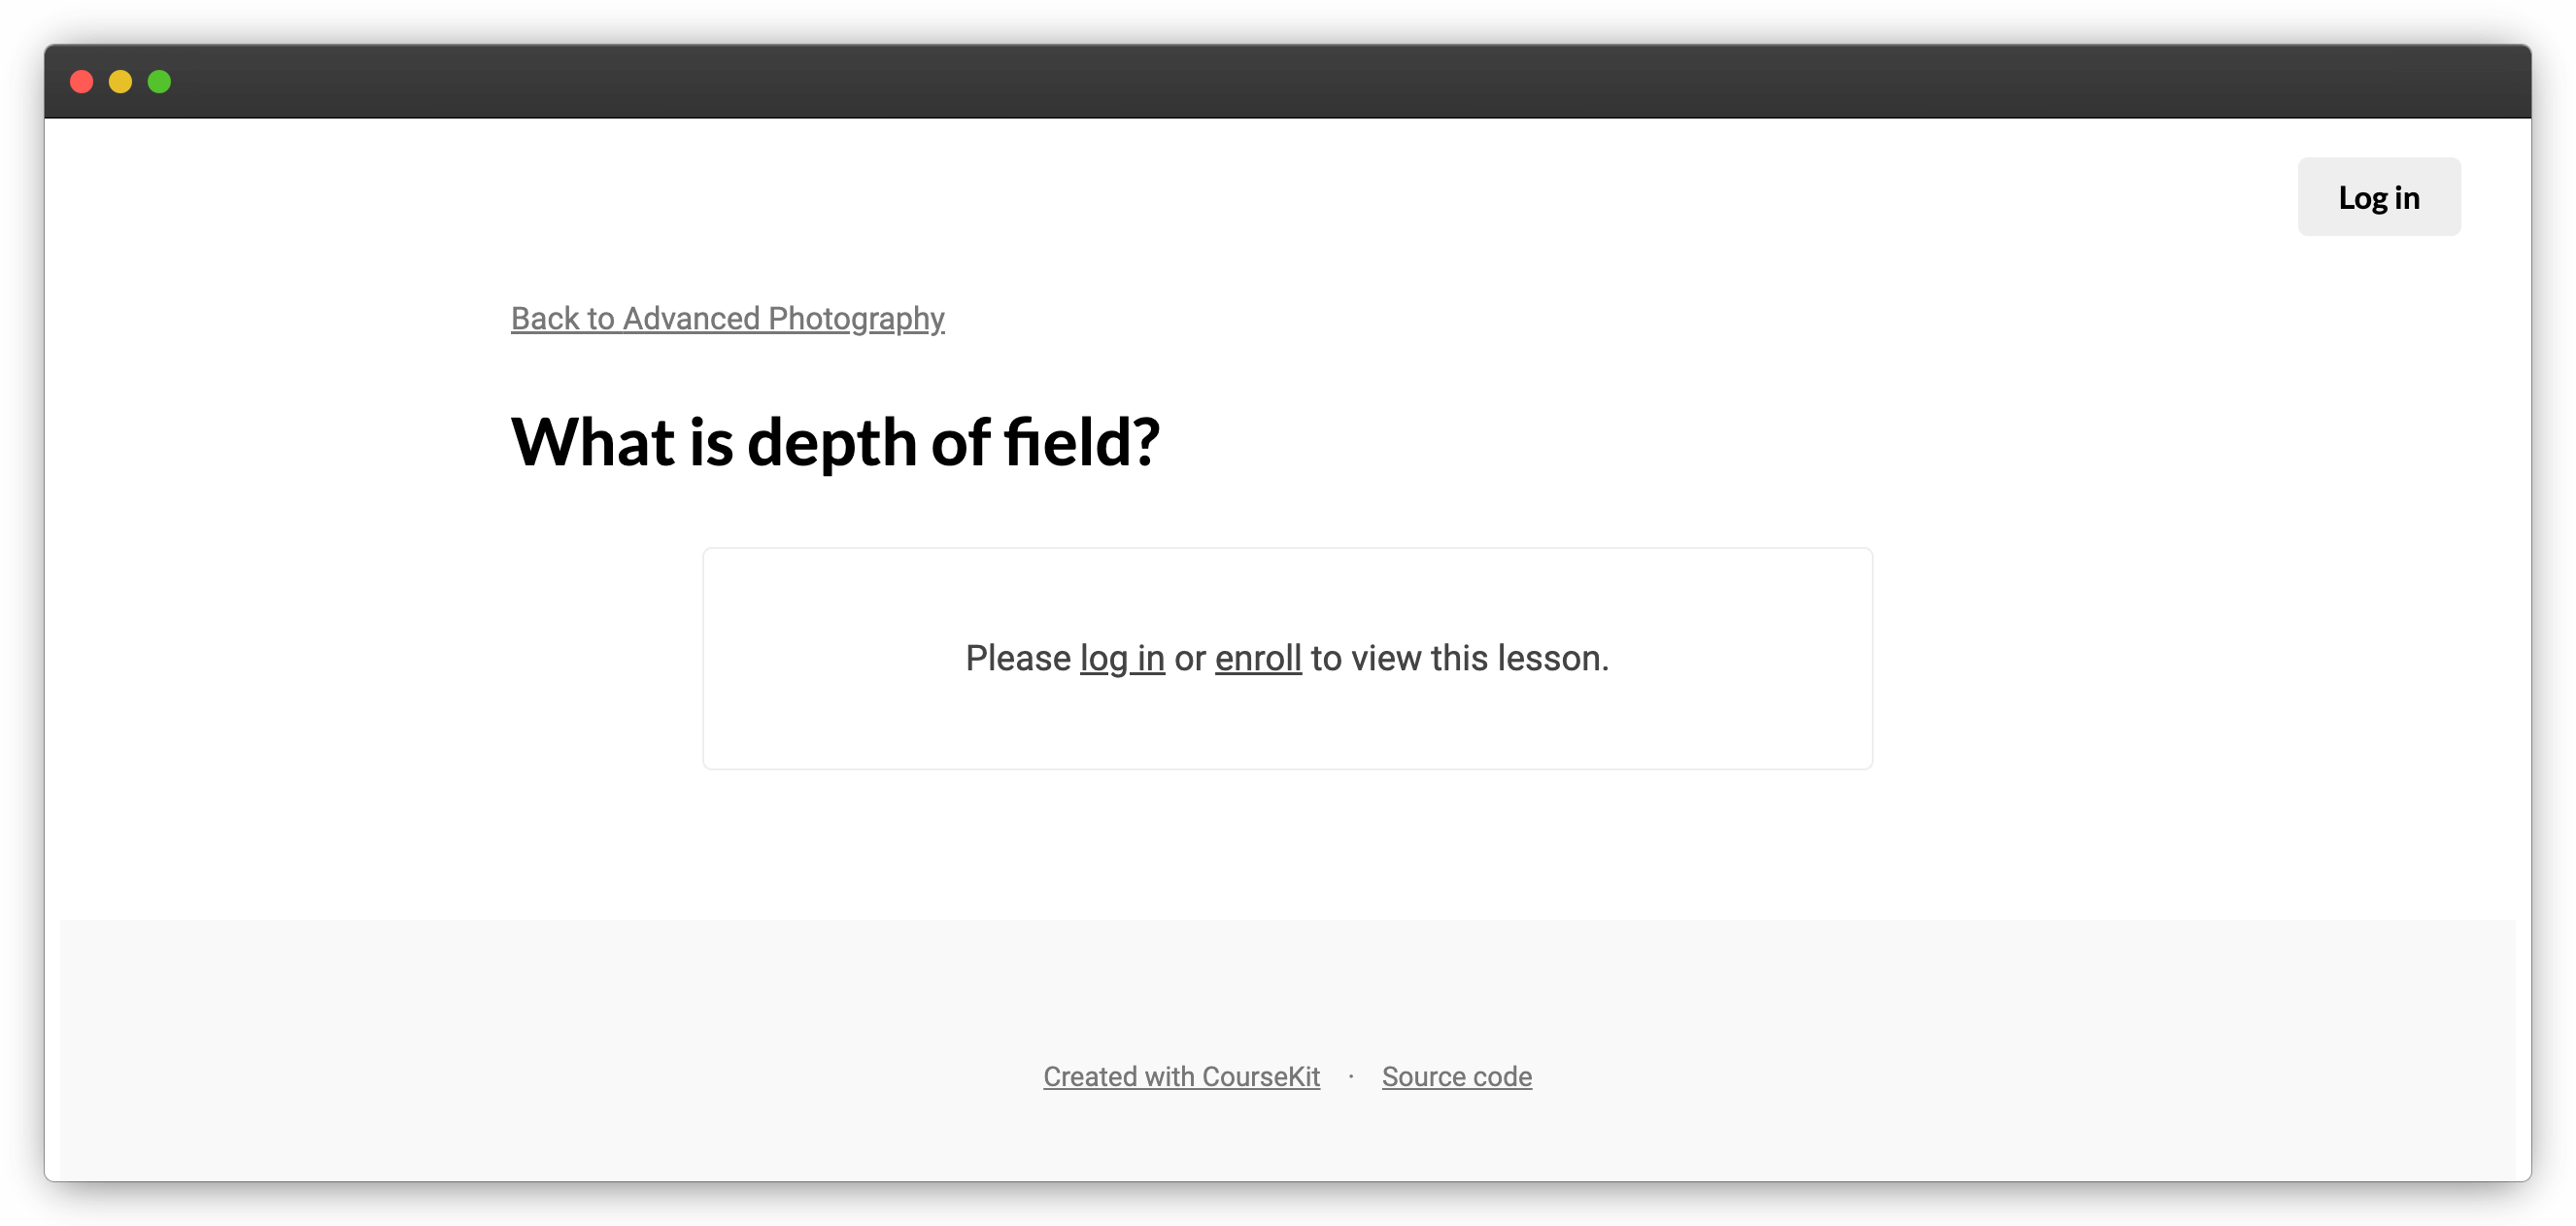 Log in
Back to Advanced Photography
What is depth of field?
Please log in or enroll to view this lesson.
Created with CourseKit · Source code